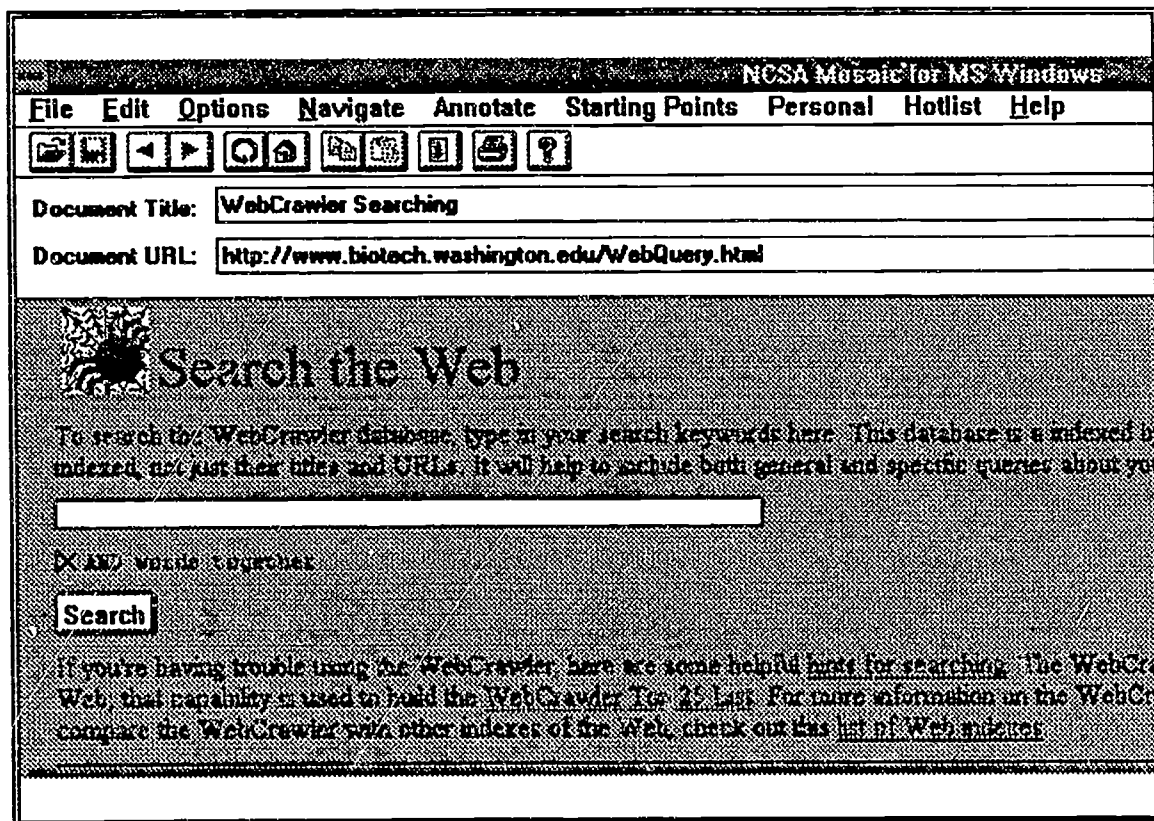 NCSA Mosaic for MS Windows
File Edit Options Navigate Annotate Starting Points Personal Hotlist Help
Document Title: WebCrawler Searching
Document URL: http://www.biotech.washington.edu/WebQuery.html
Search the Web
To search the WebCrawler database, type in your search keywords here. This database is a indexed
indexed, not just their titles and URLs. It will help to include both general and specific queries about
AND words together
Search
If you're having trouble using the WebCrawler, here are some helpful hints for searching. The
Web, that capability is used to build the WebCrawler Top 25 List. For more information on the
compare the WebCrawler with other indexes of the Web, check out this list of Web indexes